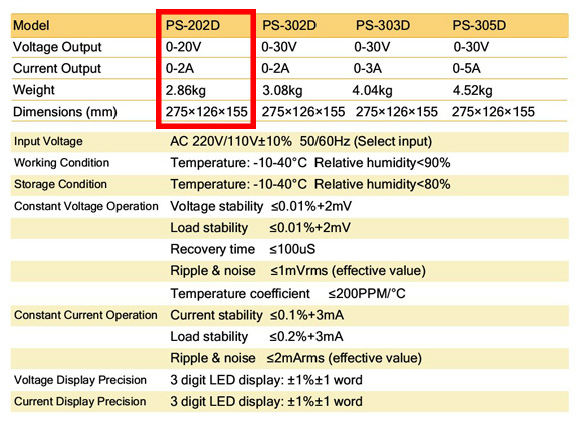 Model PS-202D PS-302D PS-303D PS-305D
Voltage Output 0-20V 0-30V 0-30V 0-30V
Current Output 0-2A 0-2A 0-3A 0-5A
Weight 2.86kg 3.08kg 4.04kg 4.52kg
Dimensions (mm) 275×126×155 275×126×155 275×126×155 275×126×155
Input Voltage AC 220V/110V±10% 50/60Hz (Select input)
Working Condition Temperature: -10-40°C Relative humidity<90%
Storage Condition Temperature: -10-40°C Relative humidity<80%
Constant Voltage Operation Voltage stability ≤0.01%+2mV
Load stability ≤0.01%+2mV
Recovery time ≤100uS
Ripple & noise ≤1mVrms (effective value)
Temperature coefficient ≤200PPM/°C
Constant Current Operation Current stability ≤0.1%+3mA
Load stability ≤0.2%+3mA
Ripple & noise ≤2mArms (effective value)
Voltage Display Precision 3 digit LED display: ±1%±1 word
Current Display Precision 3 digit LED display: ±1%±1 word